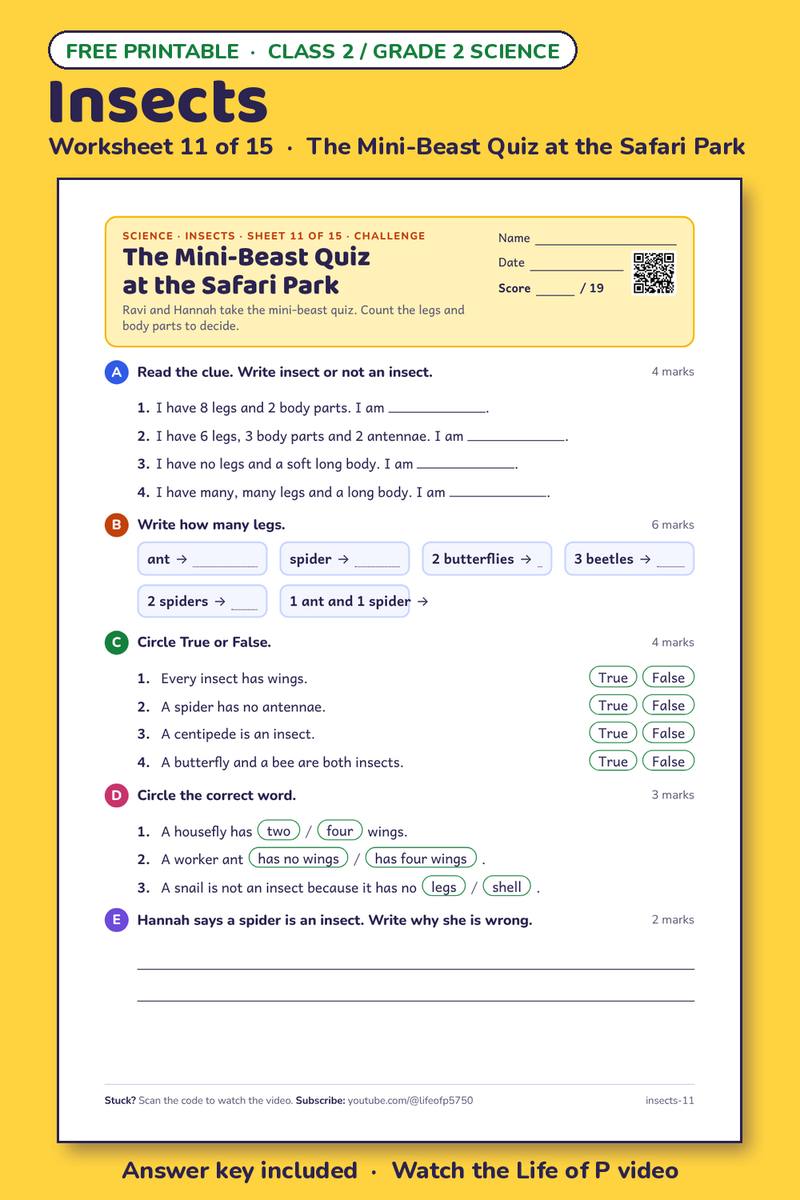 FREE PRINTABLE · CLASS 2 / GRADE 2 SCIENCE
Insects
Worksheet 11 of 15 · The Mini-Beast Quiz at the Safari Park
SCIENCE · INSECTS · SHEET 11 OF 15 · CHALLENGE
The Mini-Beast Quiz
at the Safari Park
Ravi and Hannah take the mini-beast quiz. Count the legs and
body parts to decide.
Name ____
Date ____
Score ____ / 19
A Read the clue. Write insect or not an insect. 4 marks
1. I have 8 legs and 2 body parts. I am ____.
2. I have 6 legs, 3 body parts and 2 antennae. I am ____.
3. I have no legs and a soft long body. I am ____.
4. I have many, many legs and a long body. I am ____.
B Write how many legs. 6 marks
ant → ____ spider → ____ 2 butterflies → _ 3 beetles → ____
2 spiders → ____ 1 ant and 1 spider →
C Circle True or False. 4 marks
1. Every insect has wings. True False
2. A spider has no antennae. True False
3. A centipede is an insect. True False
4. A butterfly and a bee are both insects. True False
D Circle the correct word. 3 marks
1. A housefly has two / four wings.
2. A worker ant has no wings / has four wings .
3. A snail is not an insect because it has no legs / shell .
E Hannah says a spider is an insect. Write why she is wrong. 2 marks
Stuck? Scan the code to watch the video. Subscribe: youtube.com/@lifeofp5750 insects-11
Answer key included · Watch the Life of P video